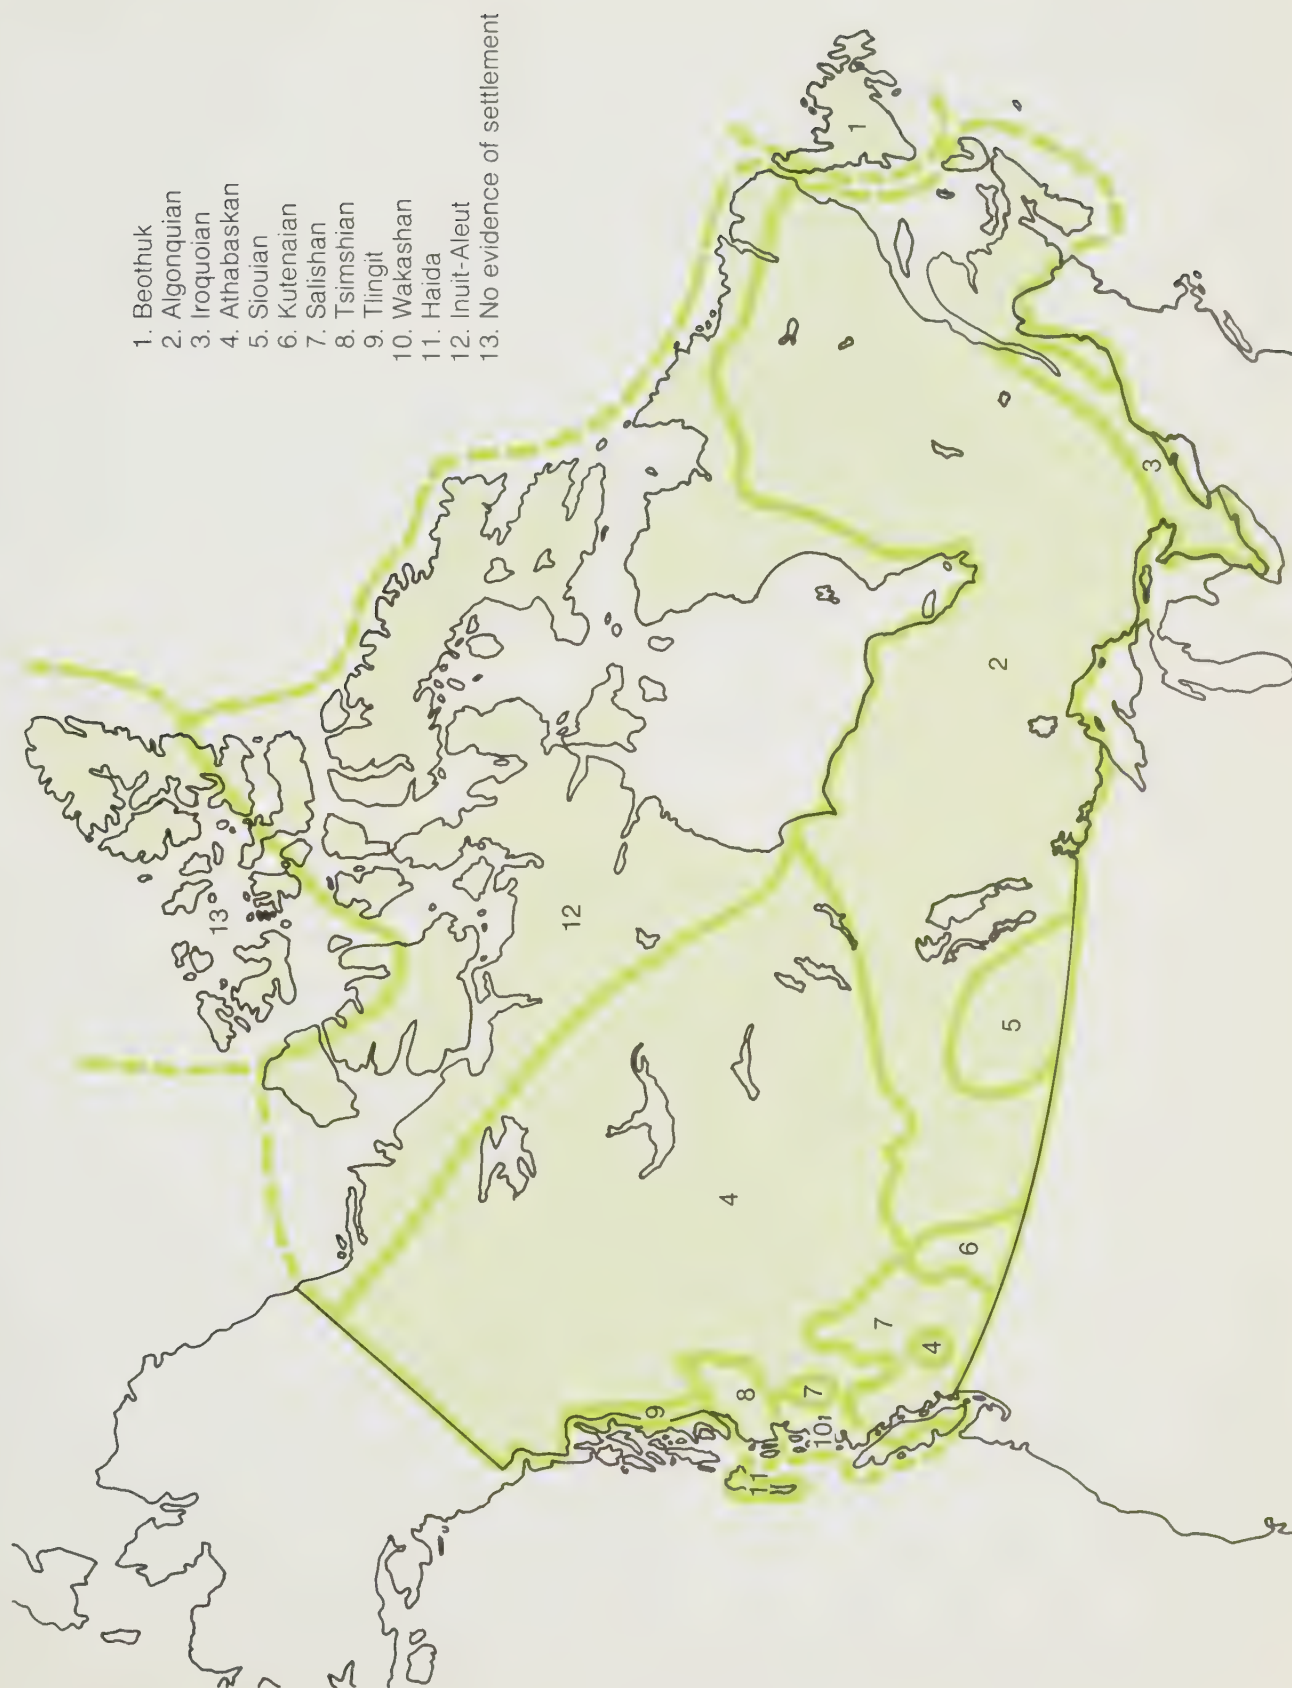 1. Beothuk
2. Algonquian
3. Iroquoian
4. Athabaskan
5. Siouian
6. Kutenaian
7. Salishan
8. Tsimshian
9. Tlingit
10. Wakashan
11. Haida
12. Inuit-Aleut
13. No evidence of settlement
13
12
1
2
3
4
5
6
7
4
7
8
9
10
11